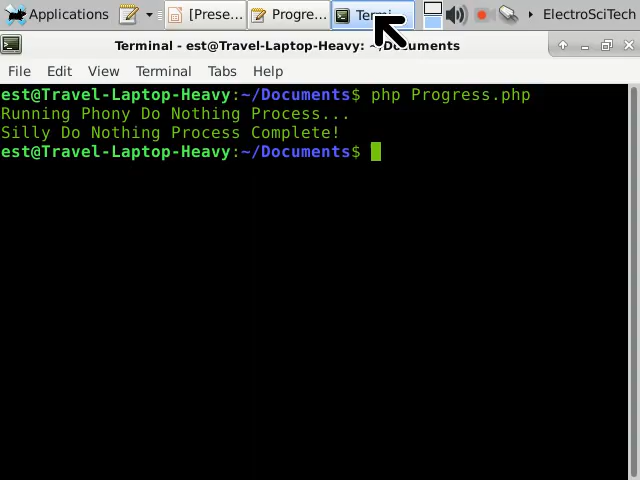 Applications [Prese... Progre... Termi... ElectroSciTech
Terminal - est@Travel-Laptop-Heavy: ~/Documents
File Edit View Terminal Tabs Help
est@Travel-Laptop-Heavy:~/Documents$ php Progress.php
Running Phony Do Nothing Process...
Silly Do Nothing Process Complete!
est@Travel-Laptop-Heavy:~/Documents$